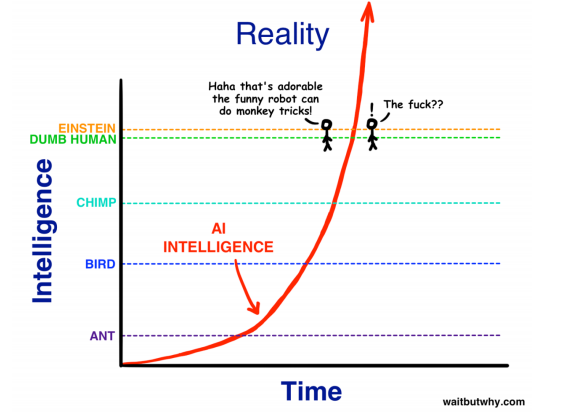 Reality
Haha that's adorable
the funny robot can
do monkey tricks!
!
The fuck??
EINSTEIN
DUMB HUMAN
CHIMP
AI
INTELLIGENCE
BIRD
ANT
Intelligence
Time
waitbutwhy.com